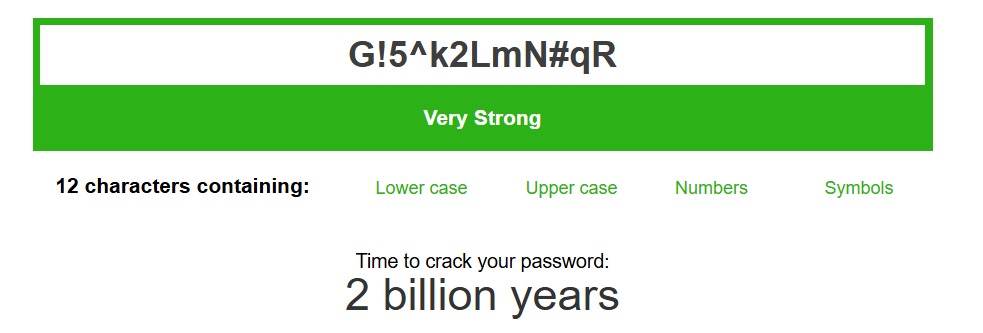 G!5^k2LmN#qR
Very Strong
12 characters containing: Lower case Upper case Numbers Symbols
Time to crack your password:
2 billion years